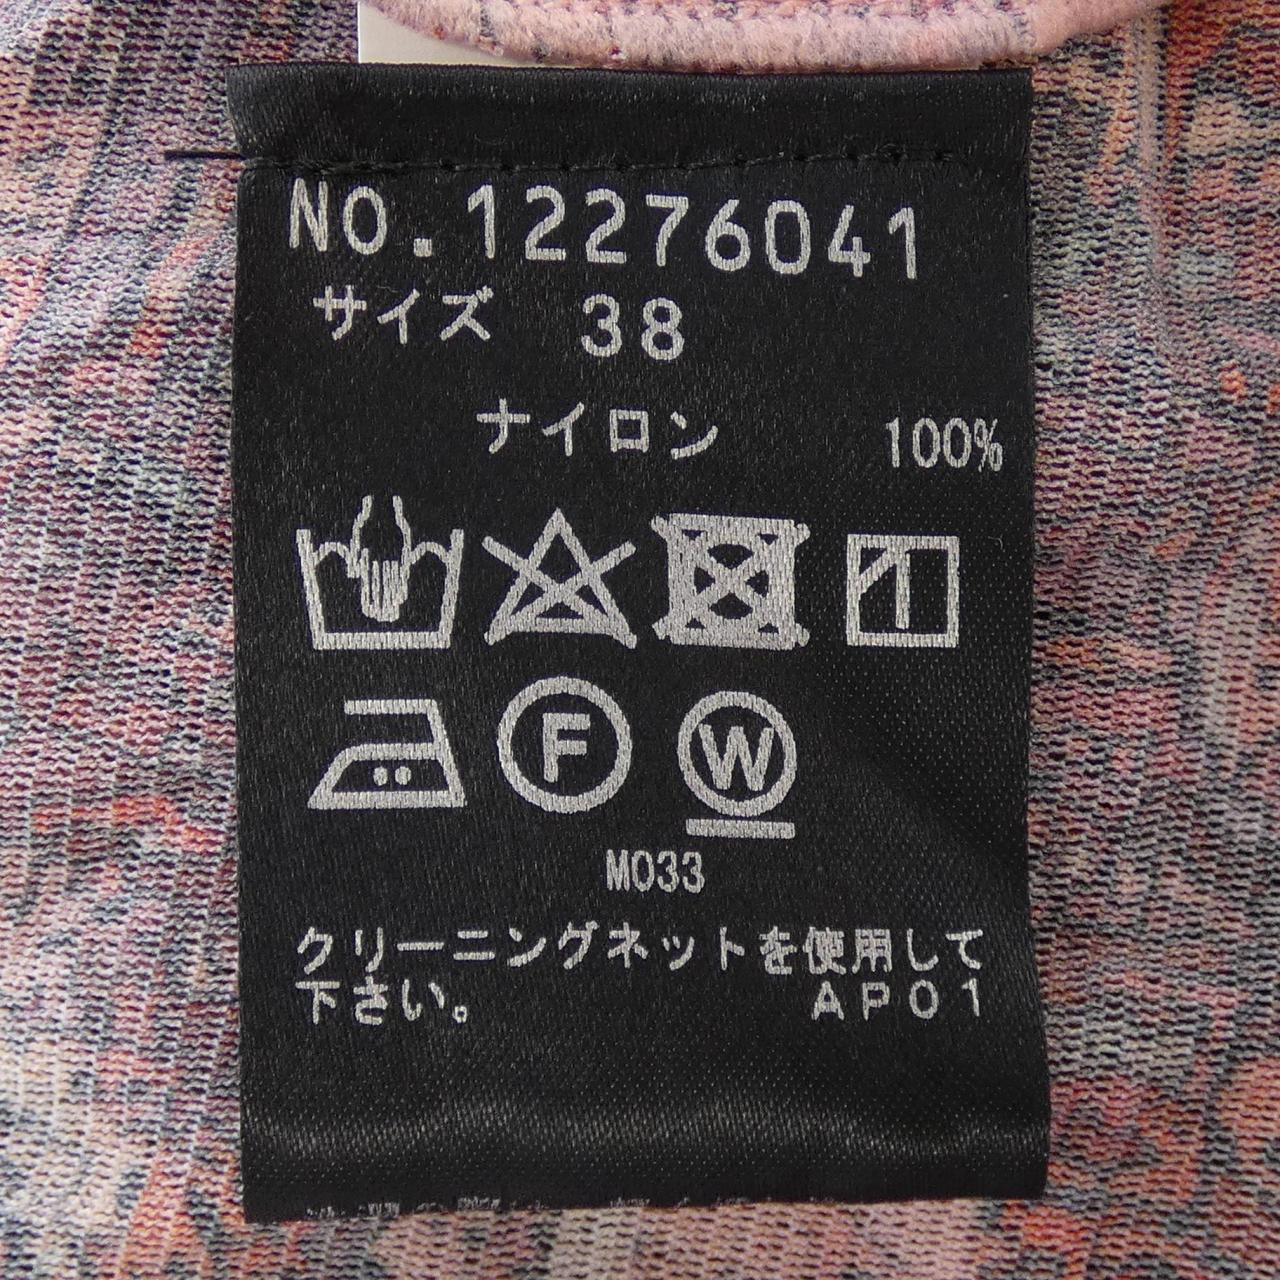 NO.12276041
サイズ 38
ナイロン 100%
F W
M033
クリーニングネットを使用して
下さい。 AP01